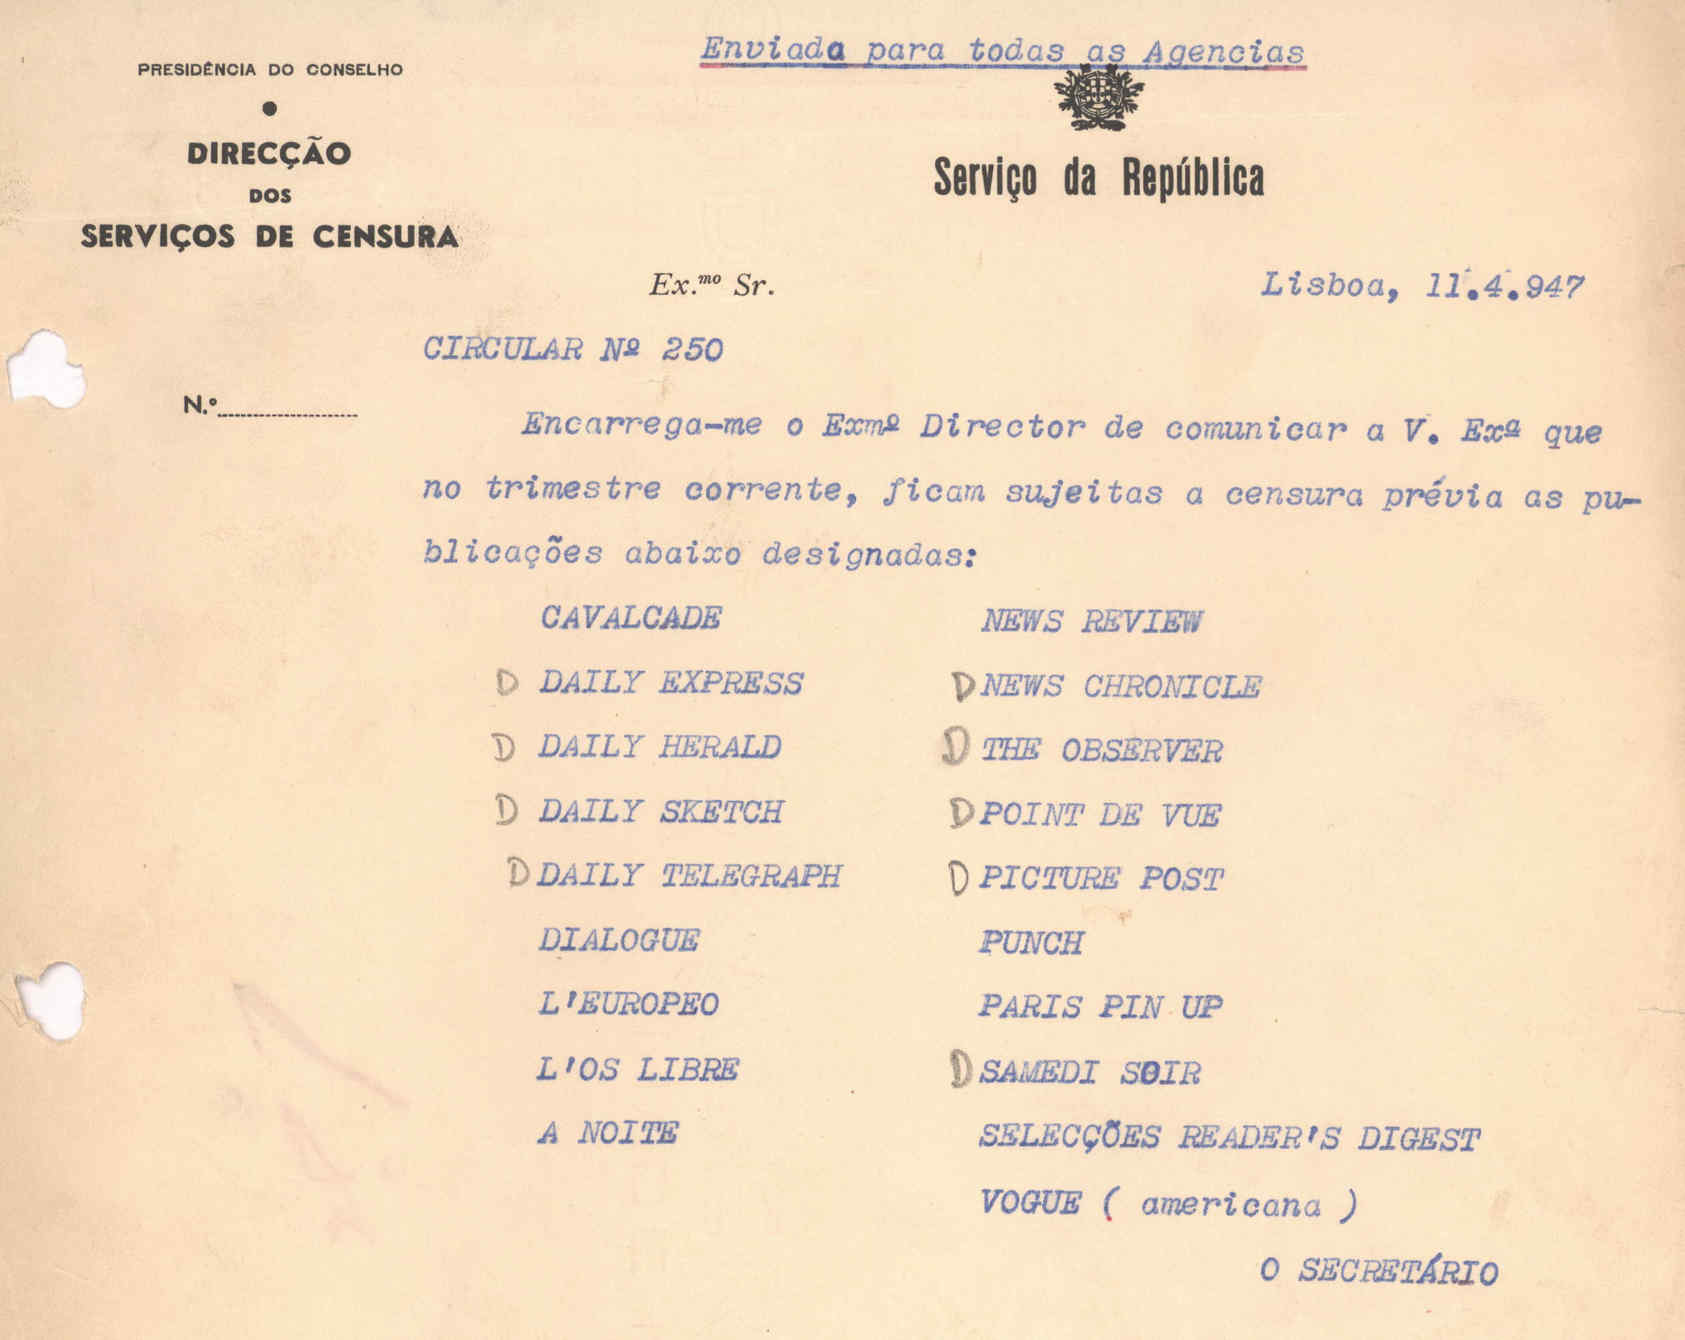 Enviada para todas as Agencias
PRESIDÊNCIA DO CONSELHO
DIRECÇÃO
DOS
SERVIÇOS DE CENSURA
Serviço da República
Ex.mo Sr.
Lisboa, 11.4.947
CIRCULAR Nº 250
N.º
Encarrega-me o Exmº Director de comunicar a V. Exª que
no trimestre corrente, ficam sujeitas a censura prévia as pu-
blicações abaixo designadas:
CAVALCADE
D DAILY EXPRESS
D DAILY HERALD
D DAILY SKETCH
D DAILY TELEGRAPH
DIALOGUE
L'EUROPEO
L'OS LIBRE
A NOITE
NEWS REVIEW
D NEWS CHRONICLE
D THE OBSERVER
D POINT DE VUE
D PICTURE POST
PUNCH
PARIS PIN UP
D SAMEDI SOIR
SELECÇÕES READER'S DIGEST
VOGUE ( americana )
O SECRETÁRIO